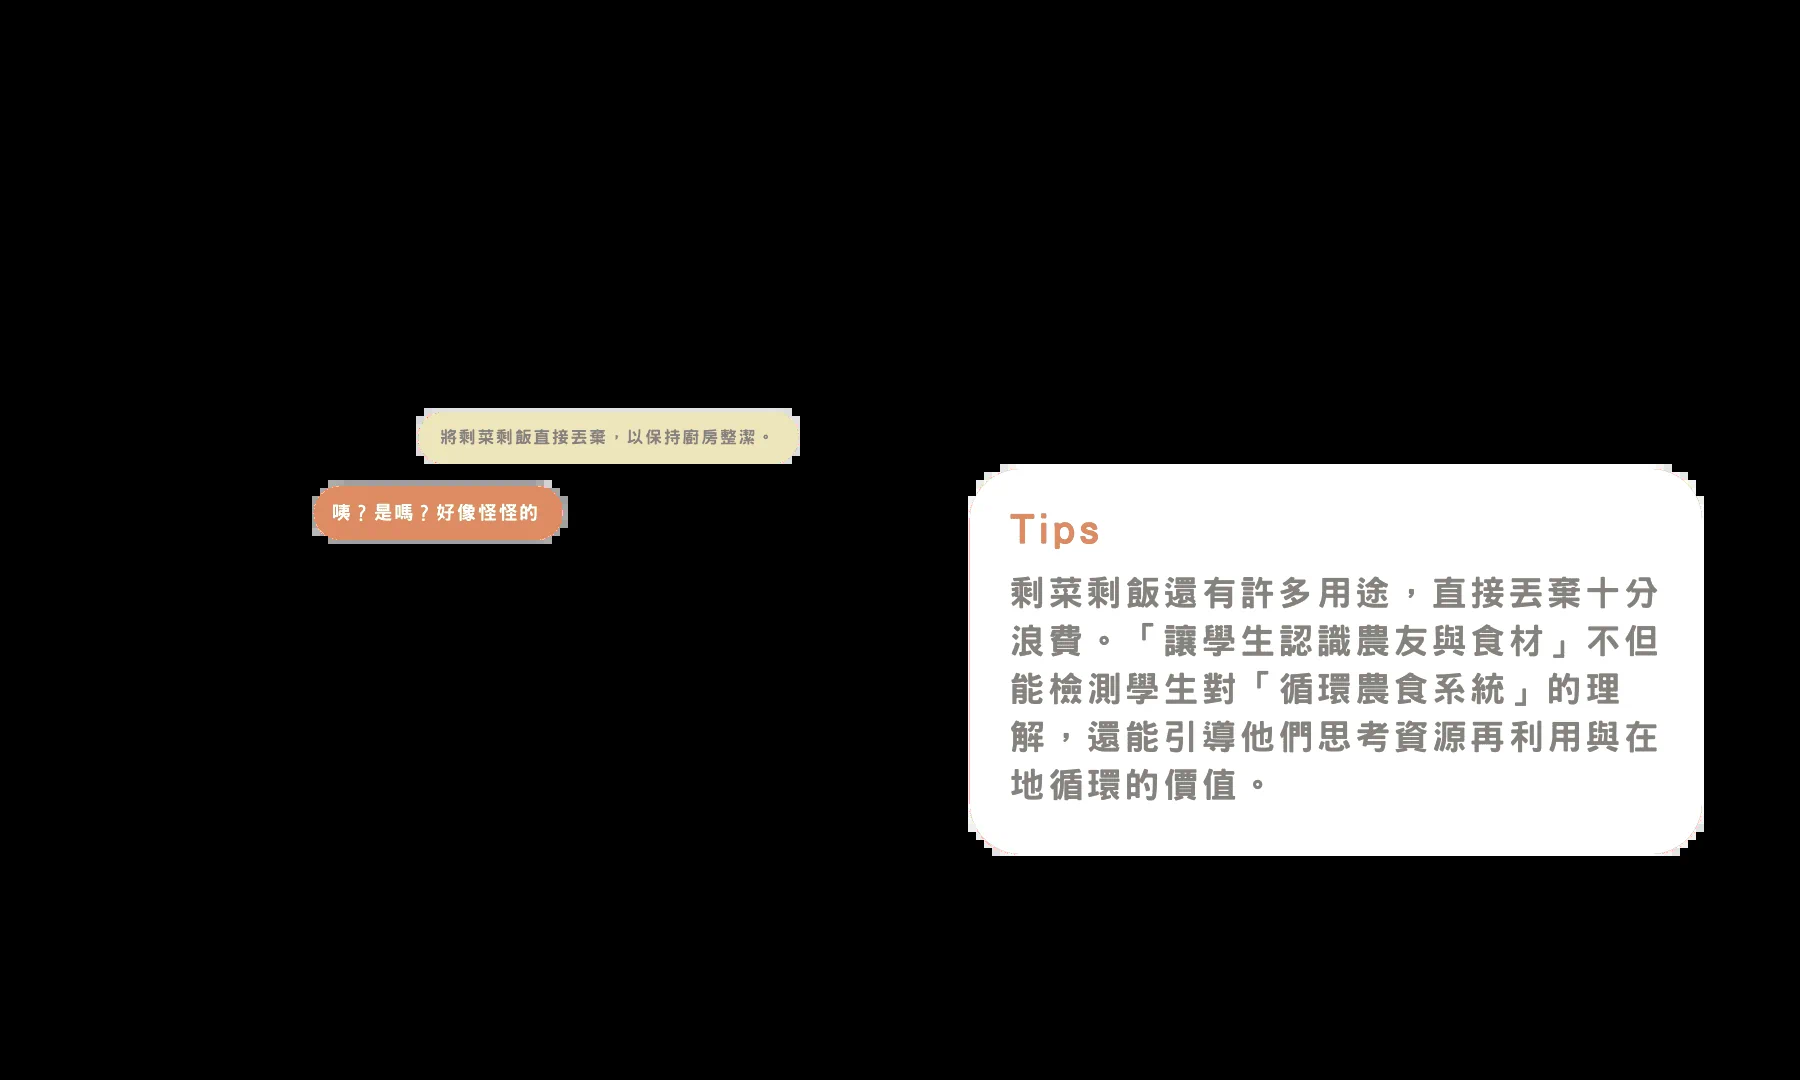 將剩菜剩飯直接丟棄，以保持廚房整潔。
咦？是嗎？好像怪怪的
Tips
剩菜剩飯還有許多用途，直接丟棄十分
浪費。「讓學生認識農友與食材」不但
能檢測學生對「循環農食系統」的理
解，還能引導他們思考資源再利用與在
地循環的價值。